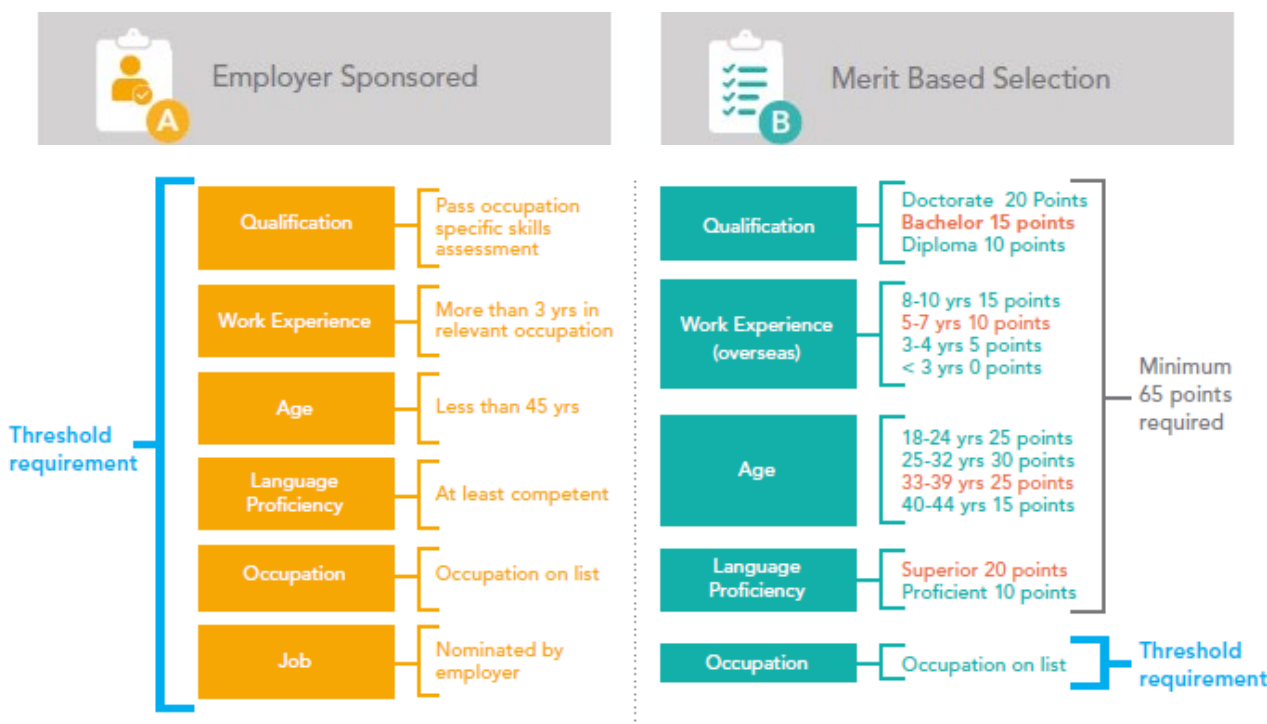 Employer Sponsored
A
Threshold
requirement
Qualification
Pass occupation
specific skills
assessment
Work Experience
More than 3 yrs in
relevant occupation
Age
Less than 45 yrs
Language
Proficiency
At least competent
Occupation
Occupation on list
Job
Nominated by
employer
Merit Based Selection
B
Qualification
Doctorate 20 Points
Bachelor 15 points
Diploma 10 points
Work Experience
(overseas)
8-10 yrs 15 points
5-7 yrs 10 points
3-4 yrs 5 points
< 3 yrs 0 points
Age
18-24 yrs 25 points
25-32 yrs 30 points
33-39 yrs 25 points
40-44 yrs 15 points
Language
Proficiency
Superior 20 points
Proficient 10 points
Minimum
65 points
required
Occupation
Occupation on list
Threshold
requirement